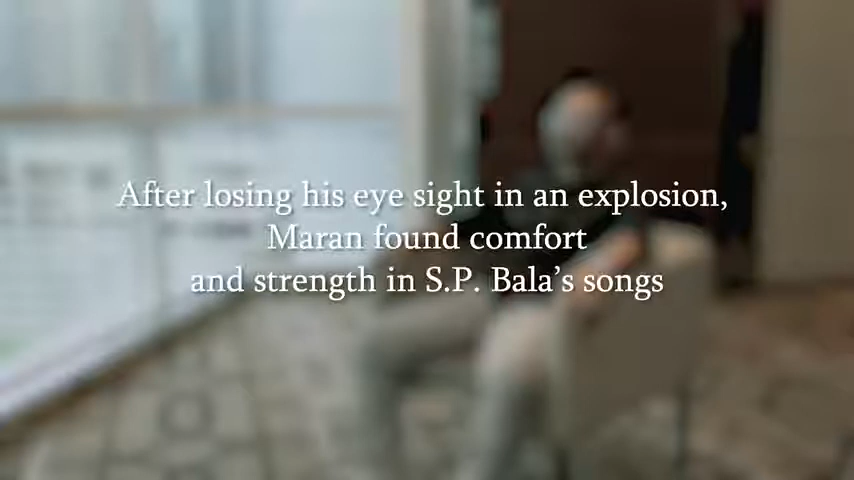 After losing his eye sight in an explosion,
Maran found comfort
and strength in S.P. Bala’s songs